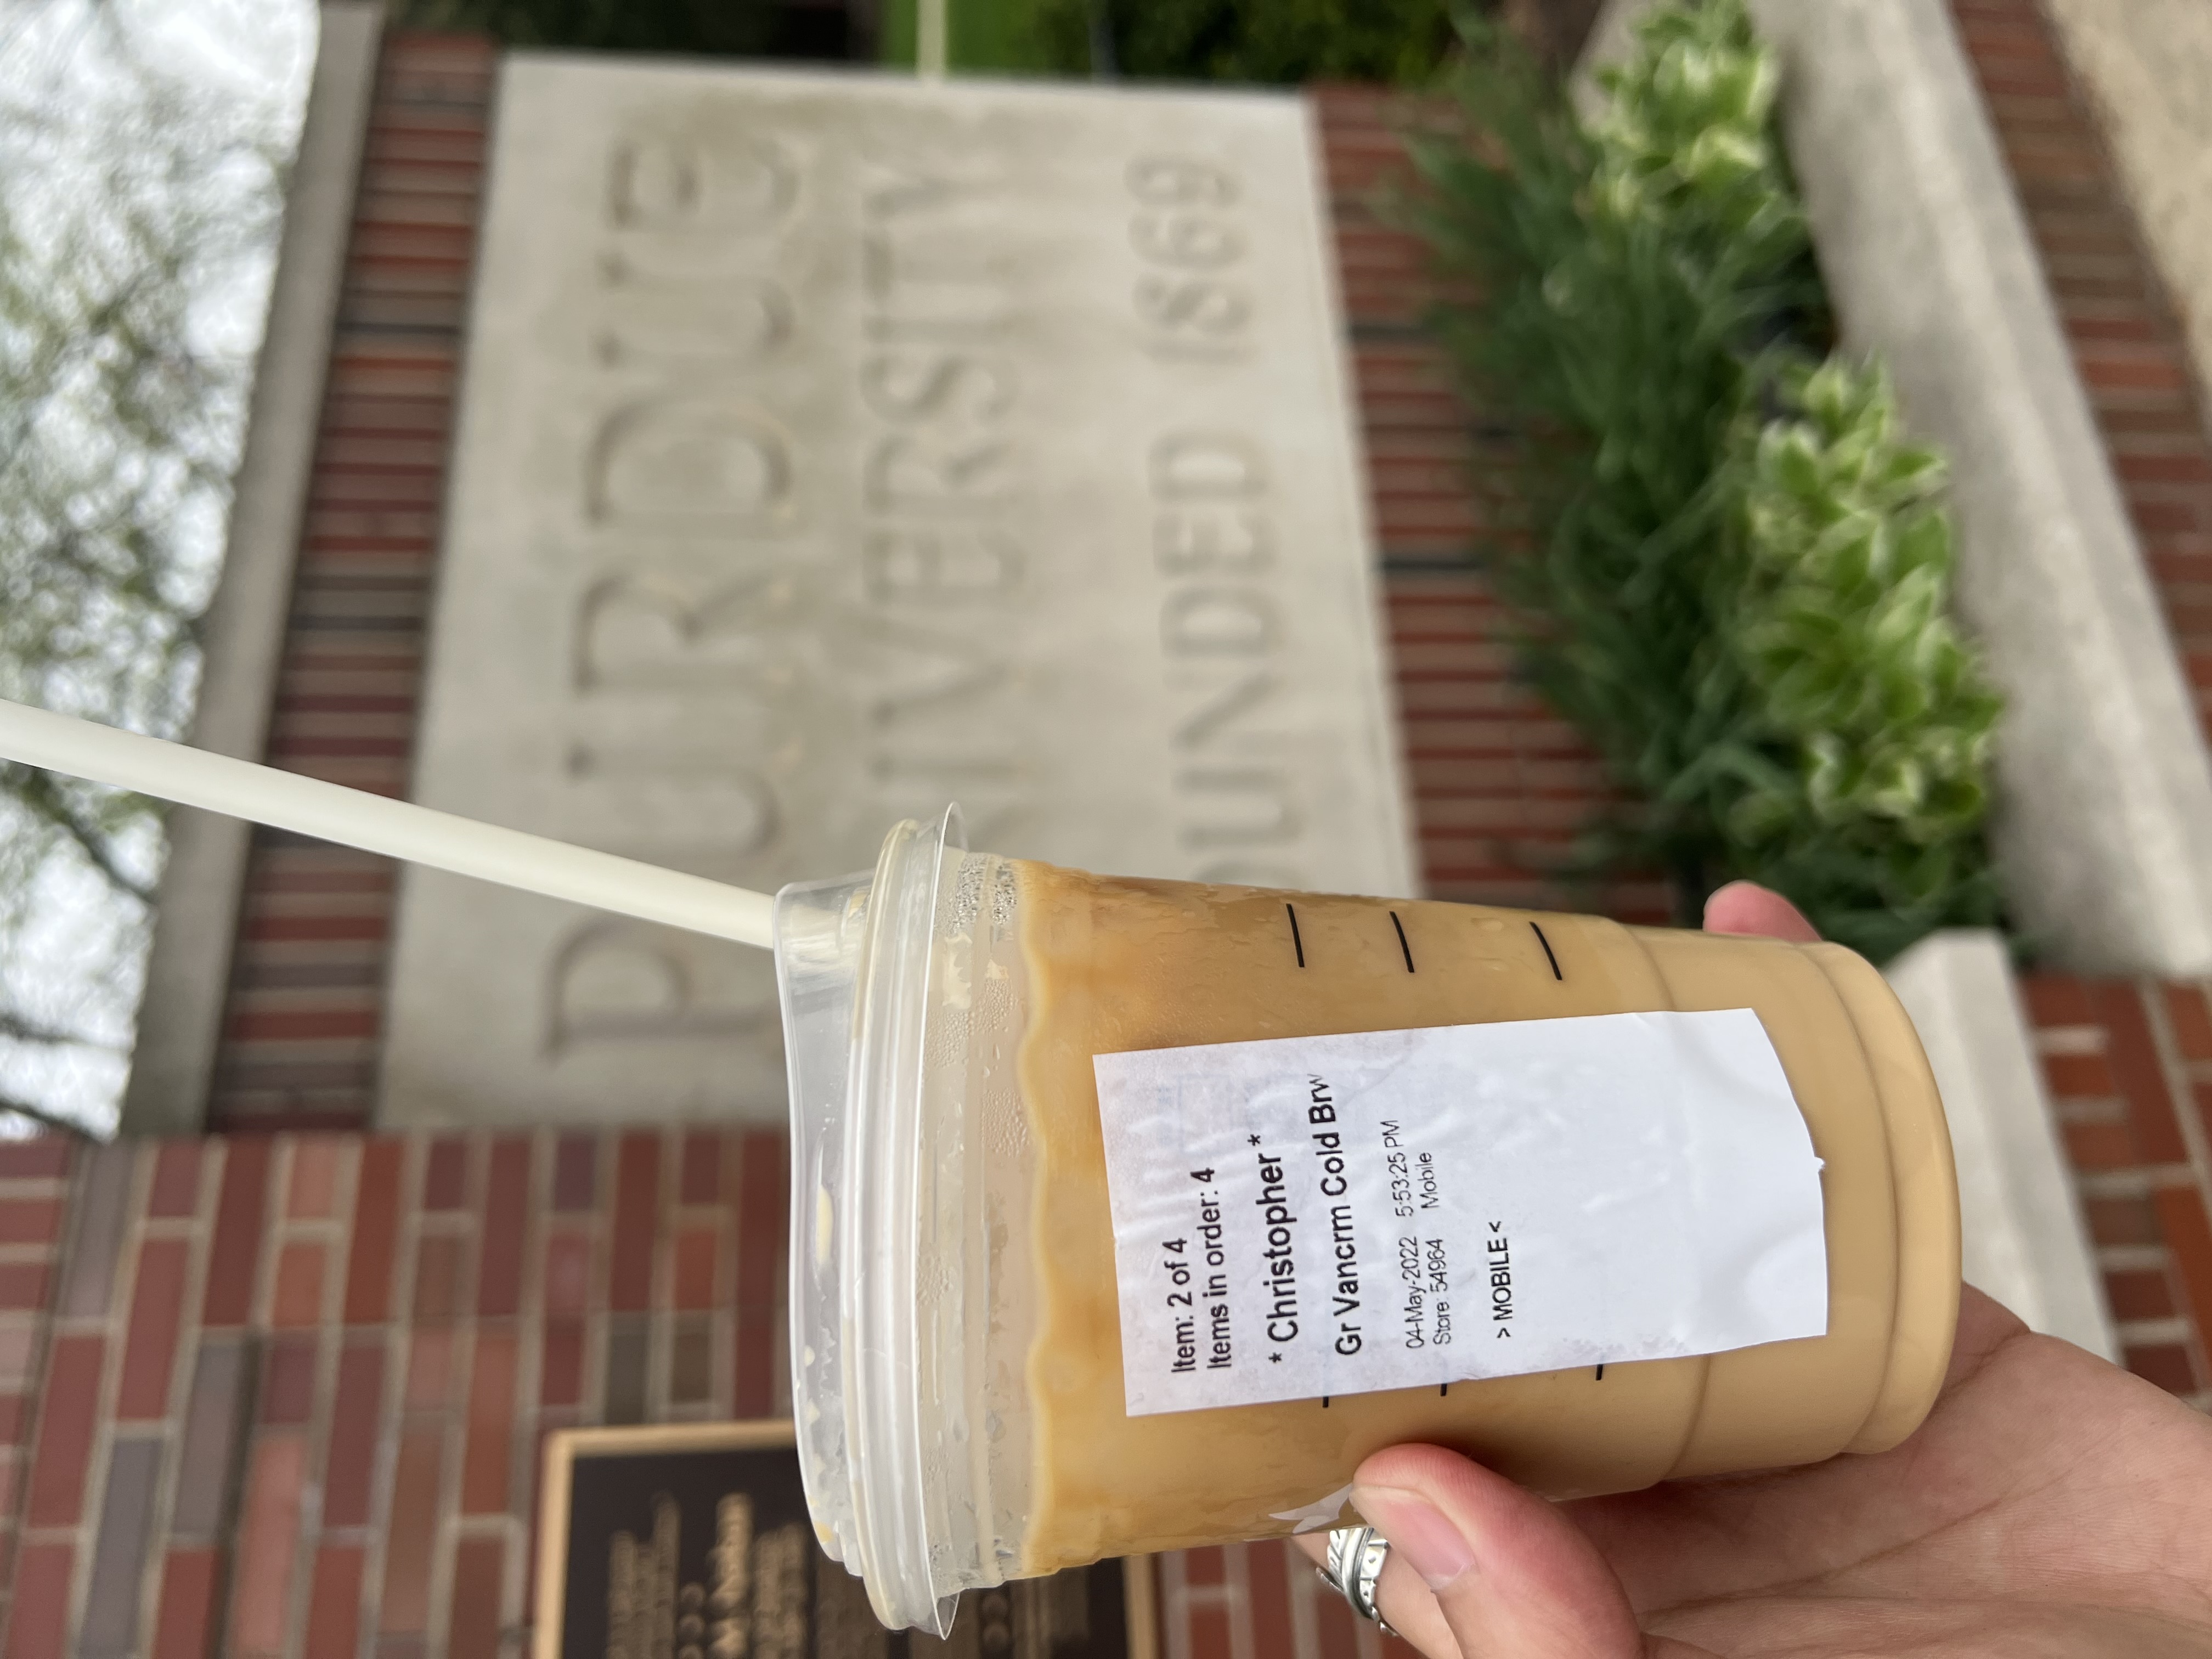 PURDUE
UNIVERSITY
FOUNDED 1869
Item: 2 of 4
Items in order: 4
* Christopher *
Gr Vancrm Cold Brw
04-May-2022 5:53:25 PM
Store: 54964 Mobile
> MOBILE <